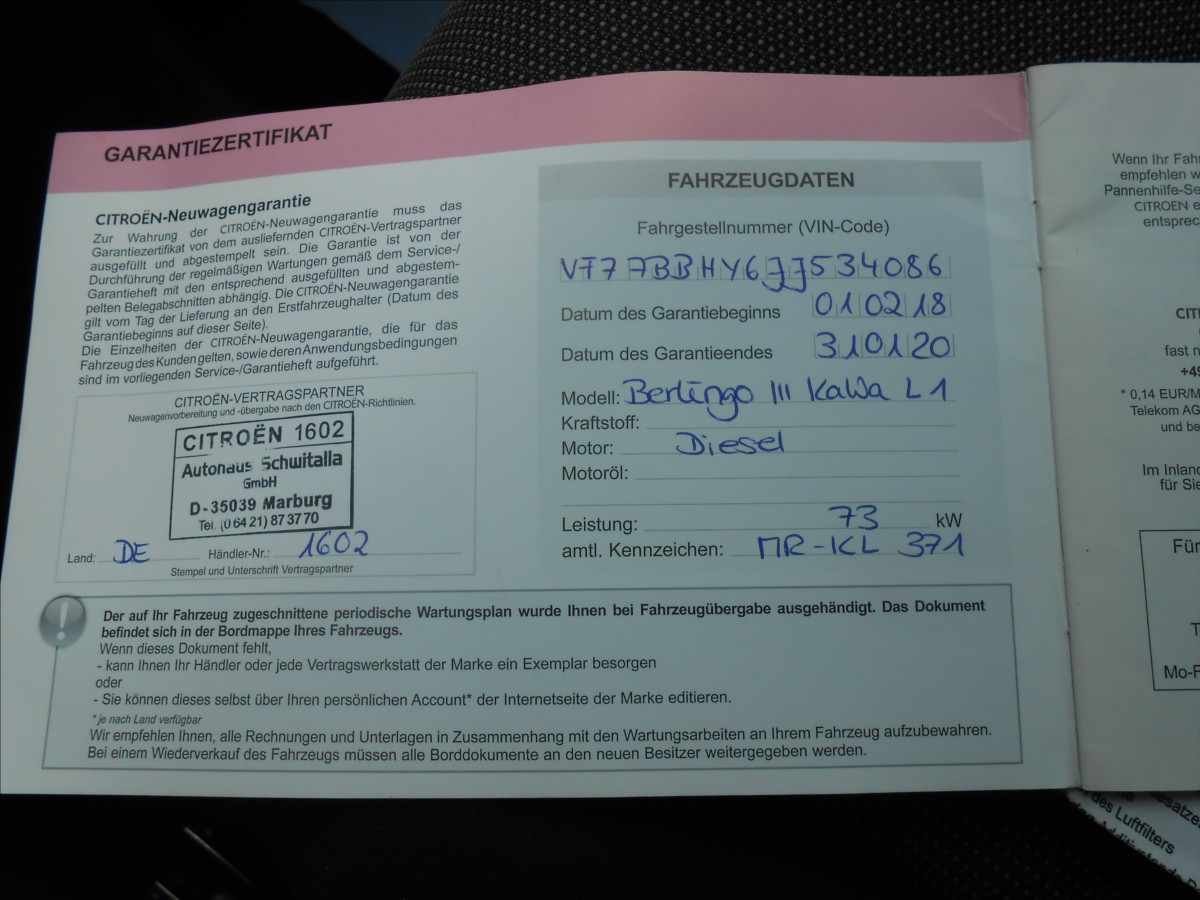 GARANTIEZERTIFIKAT
CITROËN-Neuwagengarantie
Zur Wahrung der CITROËN-Neuwagengarantie muss das
Garantiezertifikat von dem ausliefernden CITROËN-Vertragspartner
ausgefüllt und abgestempelt sein. Die Garantie ist von der
Durchführung der regelmäßigen Wartungen gemäß dem Service-/
Garantieheft mit den entsprechend ausgefüllten und abgestem-
pelten Belegabschnitten abhängig. Die CITROËN-Neuwagengarantie
gilt vom Tag der Lieferung an den Erstfahrzeughalter (Datum des
Garantiebeginns auf dieser Seite).
Die Einzelheiten der CITROËN-Neuwagengarantie, die für das
Fahrzeug des Kunden gelten, sowie deren Anwendungsbedingungen
sind im vorliegenden Service-/Garantieheft aufgeführt.
CITROËN-VERTRAGSPARTNER
Neuwagenvorbereitung und -übergabe nach den CITROËN-Richtlinien.
CITROËN 1602
Autohaus Schwitalla
GmbH
D-35039 Marburg
Tel. (06421) 873770
Land: DE Händler-Nr.: 1602
Stempel und Unterschrift Vertragspartner
FAHRZEUGDATEN
Fahrgestellnummer (VIN-Code)
VF77BBHY6JJ534086
Datum des Garantiebeginns 010218
Datum des Garantieendes 310120
Modell: Berlingo III KaWa L1
Kraftstoff:
Motor: Diesel
Motoröl:
Leistung: 73 kW
amtl. Kennzeichen: MR-KL 371
Der auf Ihr Fahrzeug zugeschnittene periodische Wartungsplan wurde Ihnen bei Fahrzeugübergabe ausgehändigt. Das Dokument
befindet sich in der Bordmappe Ihres Fahrzeugs.
Wenn dieses Dokument fehlt,
- kann Ihnen Ihr Händler oder jede Vertragswerkstatt der Marke ein Exemplar besorgen
oder
- Sie können dieses selbst über Ihren persönlichen Account* der Internetseite der Marke editieren.
* je nach Land verfügbar
Wir empfehlen Ihnen, alle Rechnungen und Unterlagen in Zusammenhang mit den Wartungsarbeiten an Ihrem Fahrzeug aufzubewahren.
Bei einem Wiederverkauf des Fahrzeugs müssen alle Borddokumente an den neuen Besitzer weitergegeben werden.
Wenn Ihr Fah
empfehlen w
Pannenhilfe-Se
CITROEN e
entsprec
CIT
fast n
+49
* 0,14 EUR/M
Telekom AG
und be
Im Inland
für Sie
Für
T
Mo-F
des Luftfilters